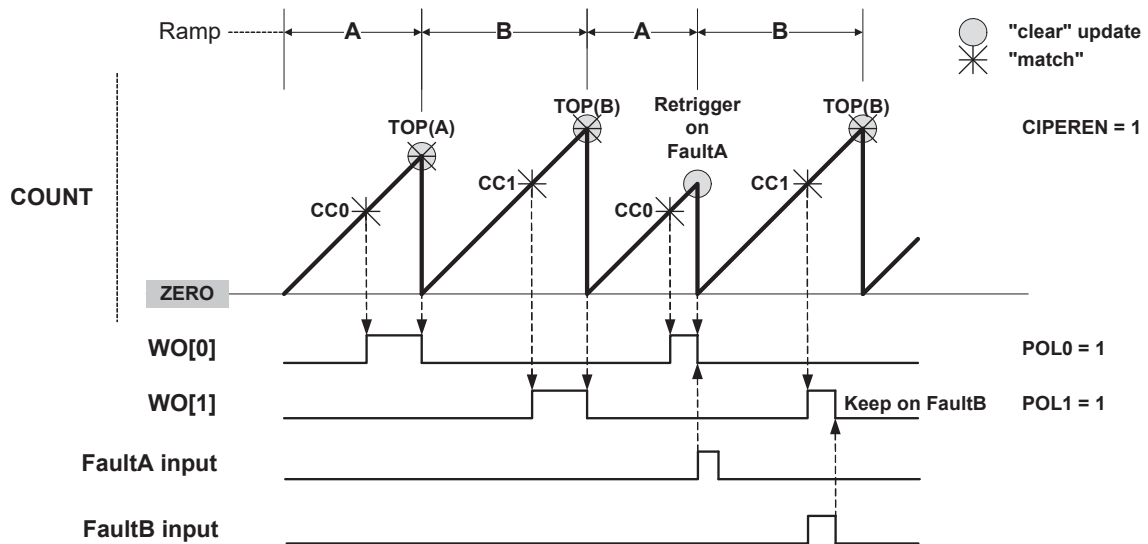 Ramp A B A B
"clear" update
"match"
TOP(A)
TOP(B)
Retrigger
on
FaultA
TOP(B)
CIPEREN = 1
COUNT
CC0
CC1
CC0
CC1
ZERO
WO[0]
POL0 = 1
WO[1]
Keep on FaultB
POL1 = 1
FaultA input
FaultB input